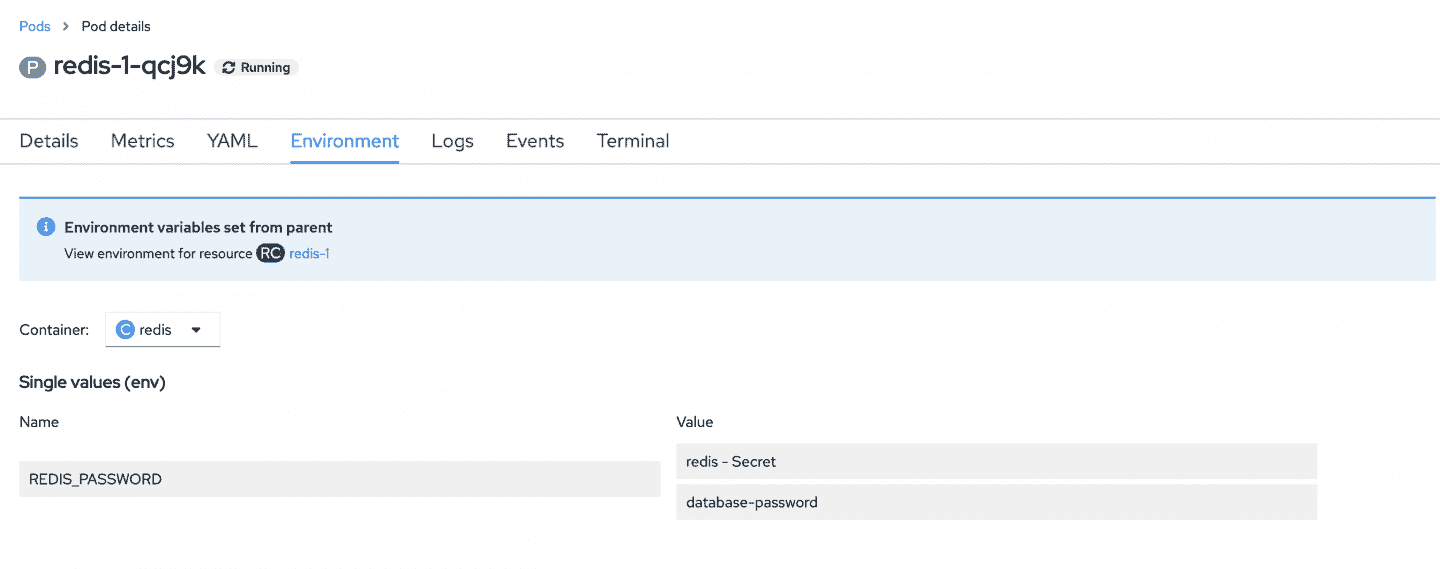 Pods > Pod details
P redis-1-qcj9k Running
Details Metrics YAML Environment Logs Events Terminal
i Environment variables set from parent
View environment for resource RC redis-1
Container: C redis
Single values (env)
Name Value
REDIS_PASSWORD
redis - Secret
database-password